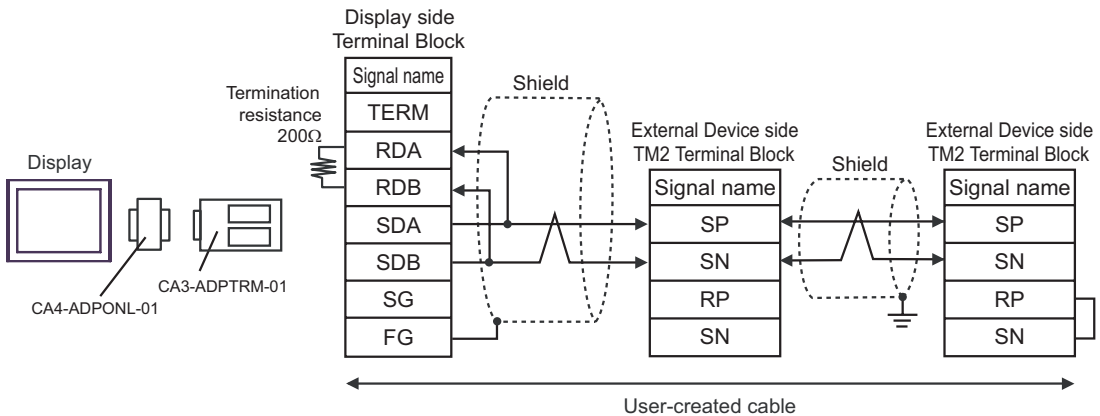 Display side
Terminal Block
Signal name
TERM
RDA
RDB
SDA
SDB
SG
FG
Termination
resistance
200Ω
Shield
Display
CA4-ADPONL-01
CA3-ADPTRM-01
External Device side
TM2 Terminal Block
Signal name
SP
SN
RP
SN
Shield
External Device side
TM2 Terminal Block
Signal name
SP
SN
RP
SN
User-created cable